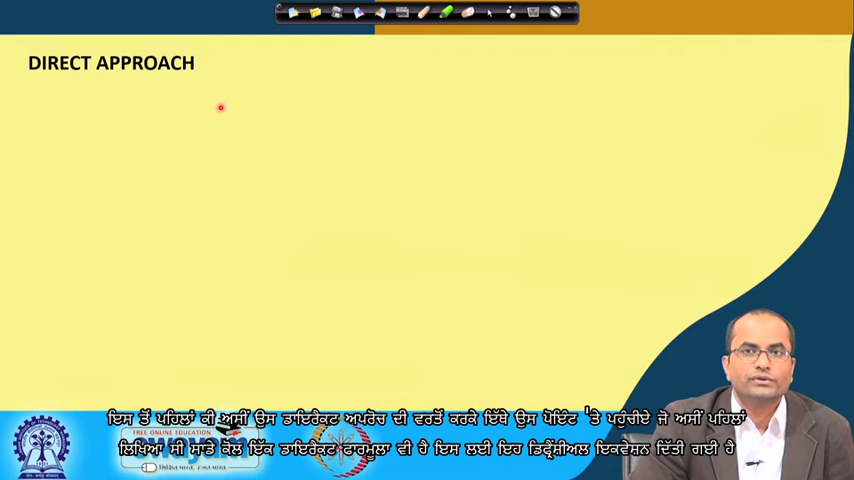 DIRECT APPROACH
ਇਸ ਤੋਂ ਪਹਿਲਾਂ ਕੀ ਅਸੀਂ ਉਸ ਡਾਇਰੈਕਟ ਅਪਰੋਚ ਦੀ ਵਰਤੋਂ ਕਰਕੇ ਇੱਥੇ ਉਸ ਪੋਇੰਟ 'ਤੇ ਪਹੁੰਚੀਏ ਜੋ ਅਸੀਂ ਪਹਿਲਾਂ
ਲਿਖਿਆ ਸੀ ਸਾਡੇ ਕੋਲ ਇੱਕ ਡਾਇਰੈਕਟ ਫਾਰਮੂਲਾ ਵੀ ਹੈ ਇਸ ਲਈ ਇਹ ਡਿਫ੍ਰੈਂਸ਼ੀਅਲ ਇਕਵੇਸ਼ਨ ਦਿੱਤੀ ਗਈ ਹੈ
FREE ONLINE EDUCATION
swayam